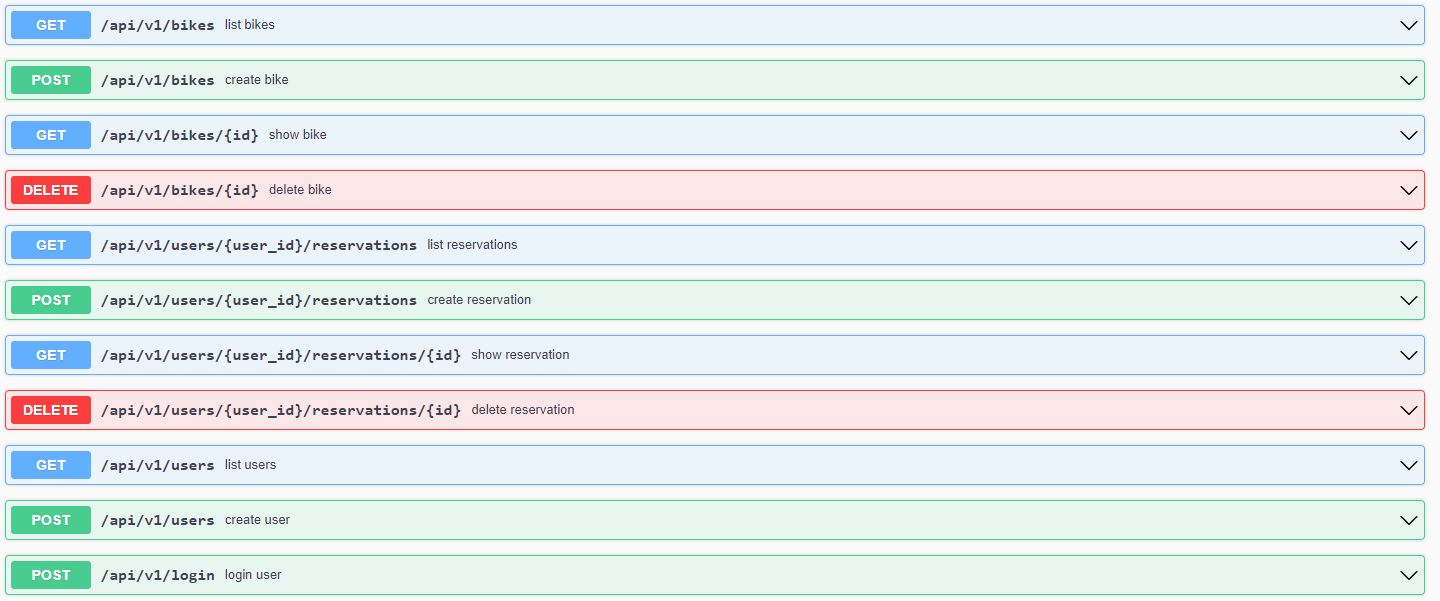 GET /api/v1/bikes list bikes
POST /api/v1/bikes create bike
GET /api/v1/bikes/{id} show bike
DELETE /api/v1/bikes/{id} delete bike
GET /api/v1/users/{user_id}/reservations list reservations
POST /api/v1/users/{user_id}/reservations create reservation
GET /api/v1/users/{user_id}/reservations/{id} show reservation
DELETE /api/v1/users/{user_id}/reservations/{id} delete reservation
GET /api/v1/users list users
POST /api/v1/users create user
POST /api/v1/login login user